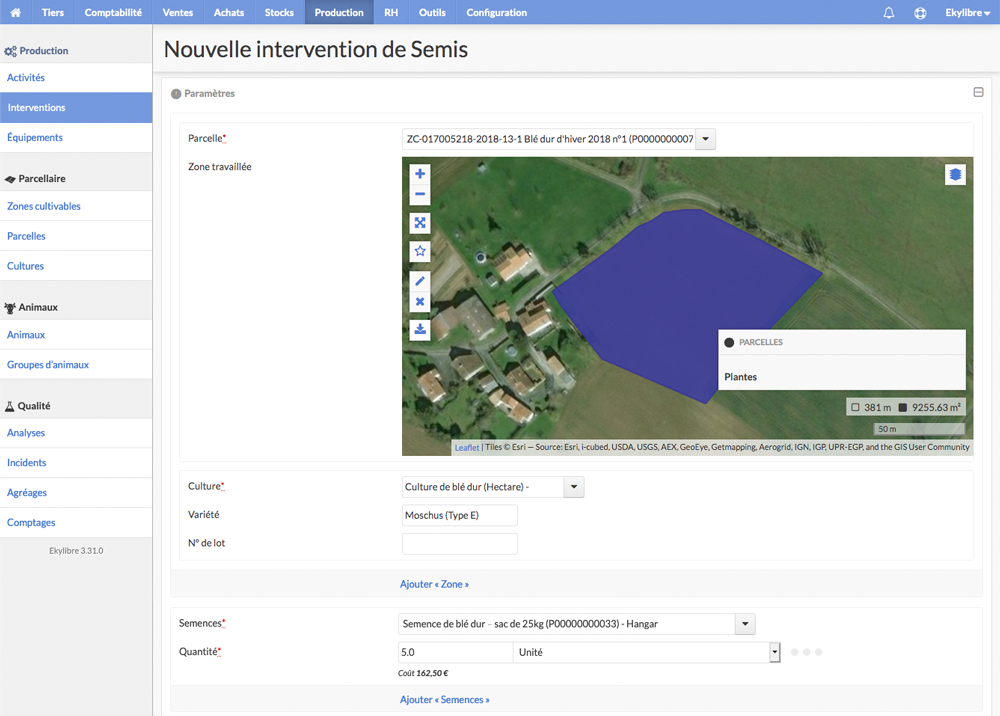 Tiers Comptabilité Ventes Achats Stocks Production RH Outils Configuration Ekylibre
Production
Activités
Interventions
Équipements
Parcellaire
Zones cultivables
Parcelles
Cultures
Animaux
Animaux
Groupes d'animaux
Qualité
Analyses
Incidents
Agréages
Comptages
Ekylibre 3.31.0
Nouvelle intervention de Semis
Paramètres
Parcelle* ZC-017005218-2018-13-1 Blé dur d'hiver 2018 n°1 (P0000000007
Zone travaillée
PARCELLES
Plantes
381 m 9255.63 m²
50 m
Leaflet | Tiles © Esri — Source: Esri, i-cubed, USDA, USGS, AEX, GeoEye, Getmapping, Aerogrid, IGN, IGP, UPR-EGP, and the GIS User Community
Culture* Culture de blé dur (Hectare) -
Variété Moschus (Type E)
N° de lot
Ajouter « Zone »
Semences* Semence de blé dur - sac de 25kg (P00000000033) - Hangar
Quantité* 5.0 Unité
Coût 162,50 €
Ajouter « Semences »